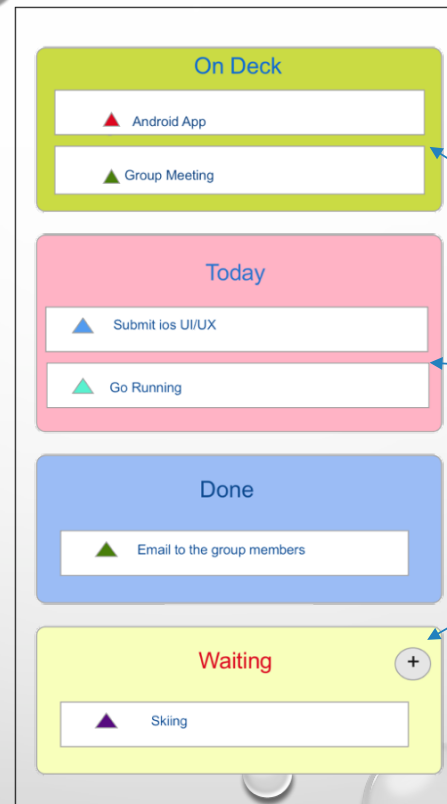 On Deck
Android App
Group Meeting
Today
Submit ios UI/UX
Go Running
Done
Email to the group members
Waiting
+
Skiing